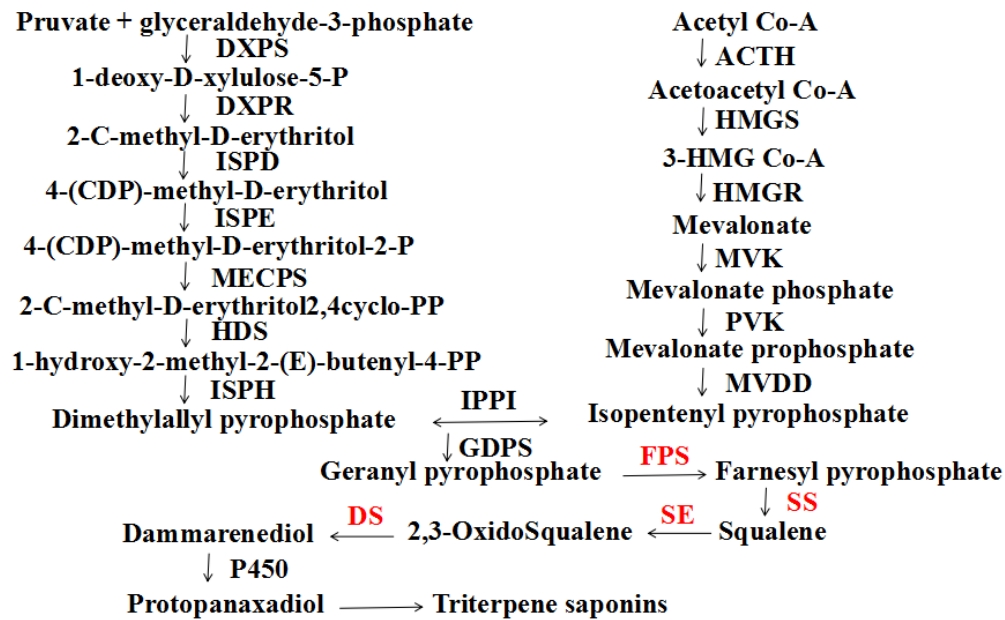 Pruvate + glyceraldehyde-3-phosphate
DXPS
1-deoxy-D-xylulose-5-P
DXPR
2-C-methyl-D-erythritol
ISPD
4-(CDP)-methyl-D-erythritol
ISPE
4-(CDP)-methyl-D-erythritol-2-P
MECPS
2-C-methyl-D-erythritol2,4cyclo-PP
HDS
1-hydroxy-2-methyl-2-(E)-butenyl-4-PP
ISPH
Dimethylallyl pyrophosphate
Acetyl Co-A
ACTH
Acetoacetyl Co-A
HMGS
3-HMG Co-A
HMGR
Mevalonate
MVK
Mevalonate phosphate
PVK
Mevalonate prophosphate
MVDD
Isopentenyl pyrophosphate
IPPI
GDPS
Geranyl pyrophosphate
FPS
Farnesyl pyrophosphate
SS
Squalene
SE
2,3-OxidoSqualene
DS
Dammarenediol
P450
Protopanaxadiol
Triterpene saponins